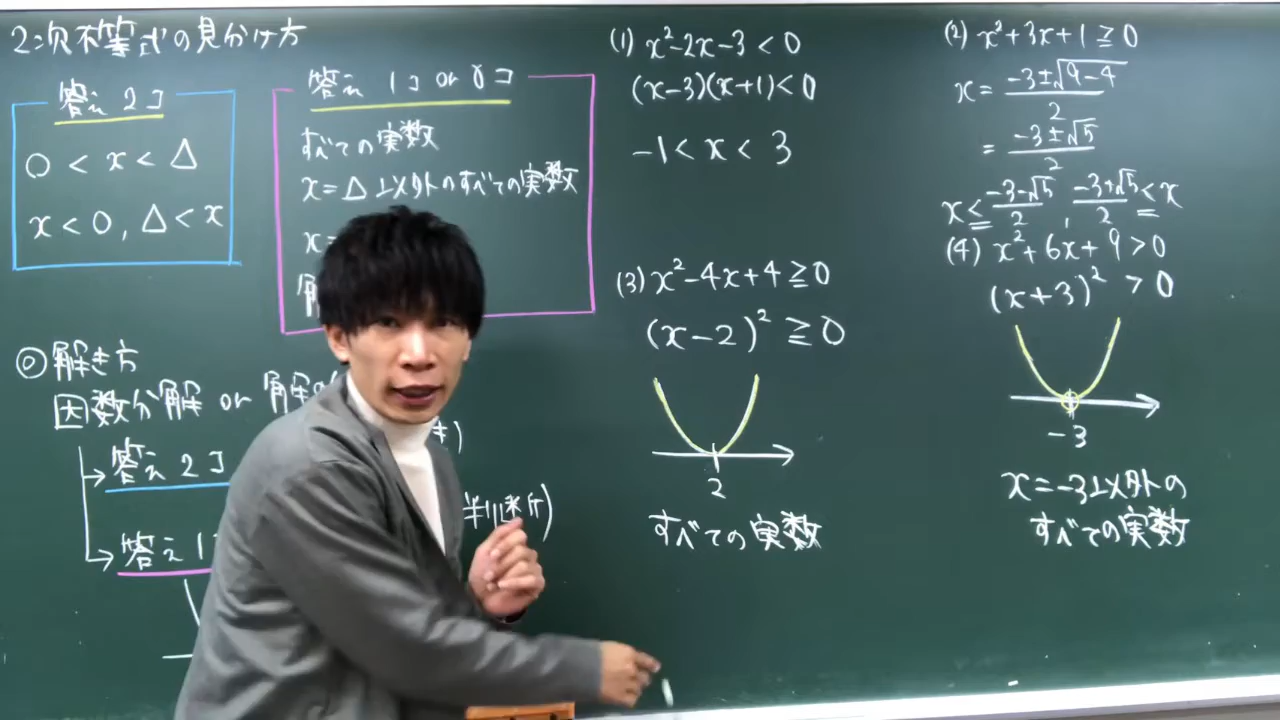 2次不等式の見分け方
答え 2コ
○ < x < △
x < ○, △ < x
答え 1コ or 0コ
すべての実数
x = △ 以外のすべての実数
x =
解
◎解き方
因数分解 or 解の
き)
答え 2コ
判断)
答え 1
(1) x²-2x-3 < 0
(x-3)(x+1) < 0
-1 < x < 3
(2) x²+3x+1 ≧ 0
x = (-3±√(9-4))/2
= (-3±√5)/2
x ≦ (-3-√5)/2, (-3+√5)/2 ≦ x
(3) x²-4x+4 ≧ 0
(x-2)² ≧ 0
2
すべての実数
(4) x²+6x+9 > 0
(x+3)² > 0
-3
x = -3以外の
すべての実数